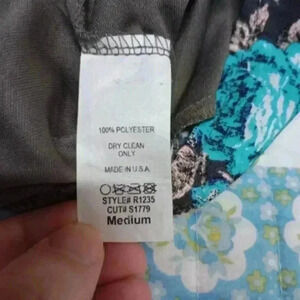 100% POLYESTER
DRY CLEAN
ONLY
MADE IN U.S.A.
STYLE# R1235
CUT# S1779
Medium